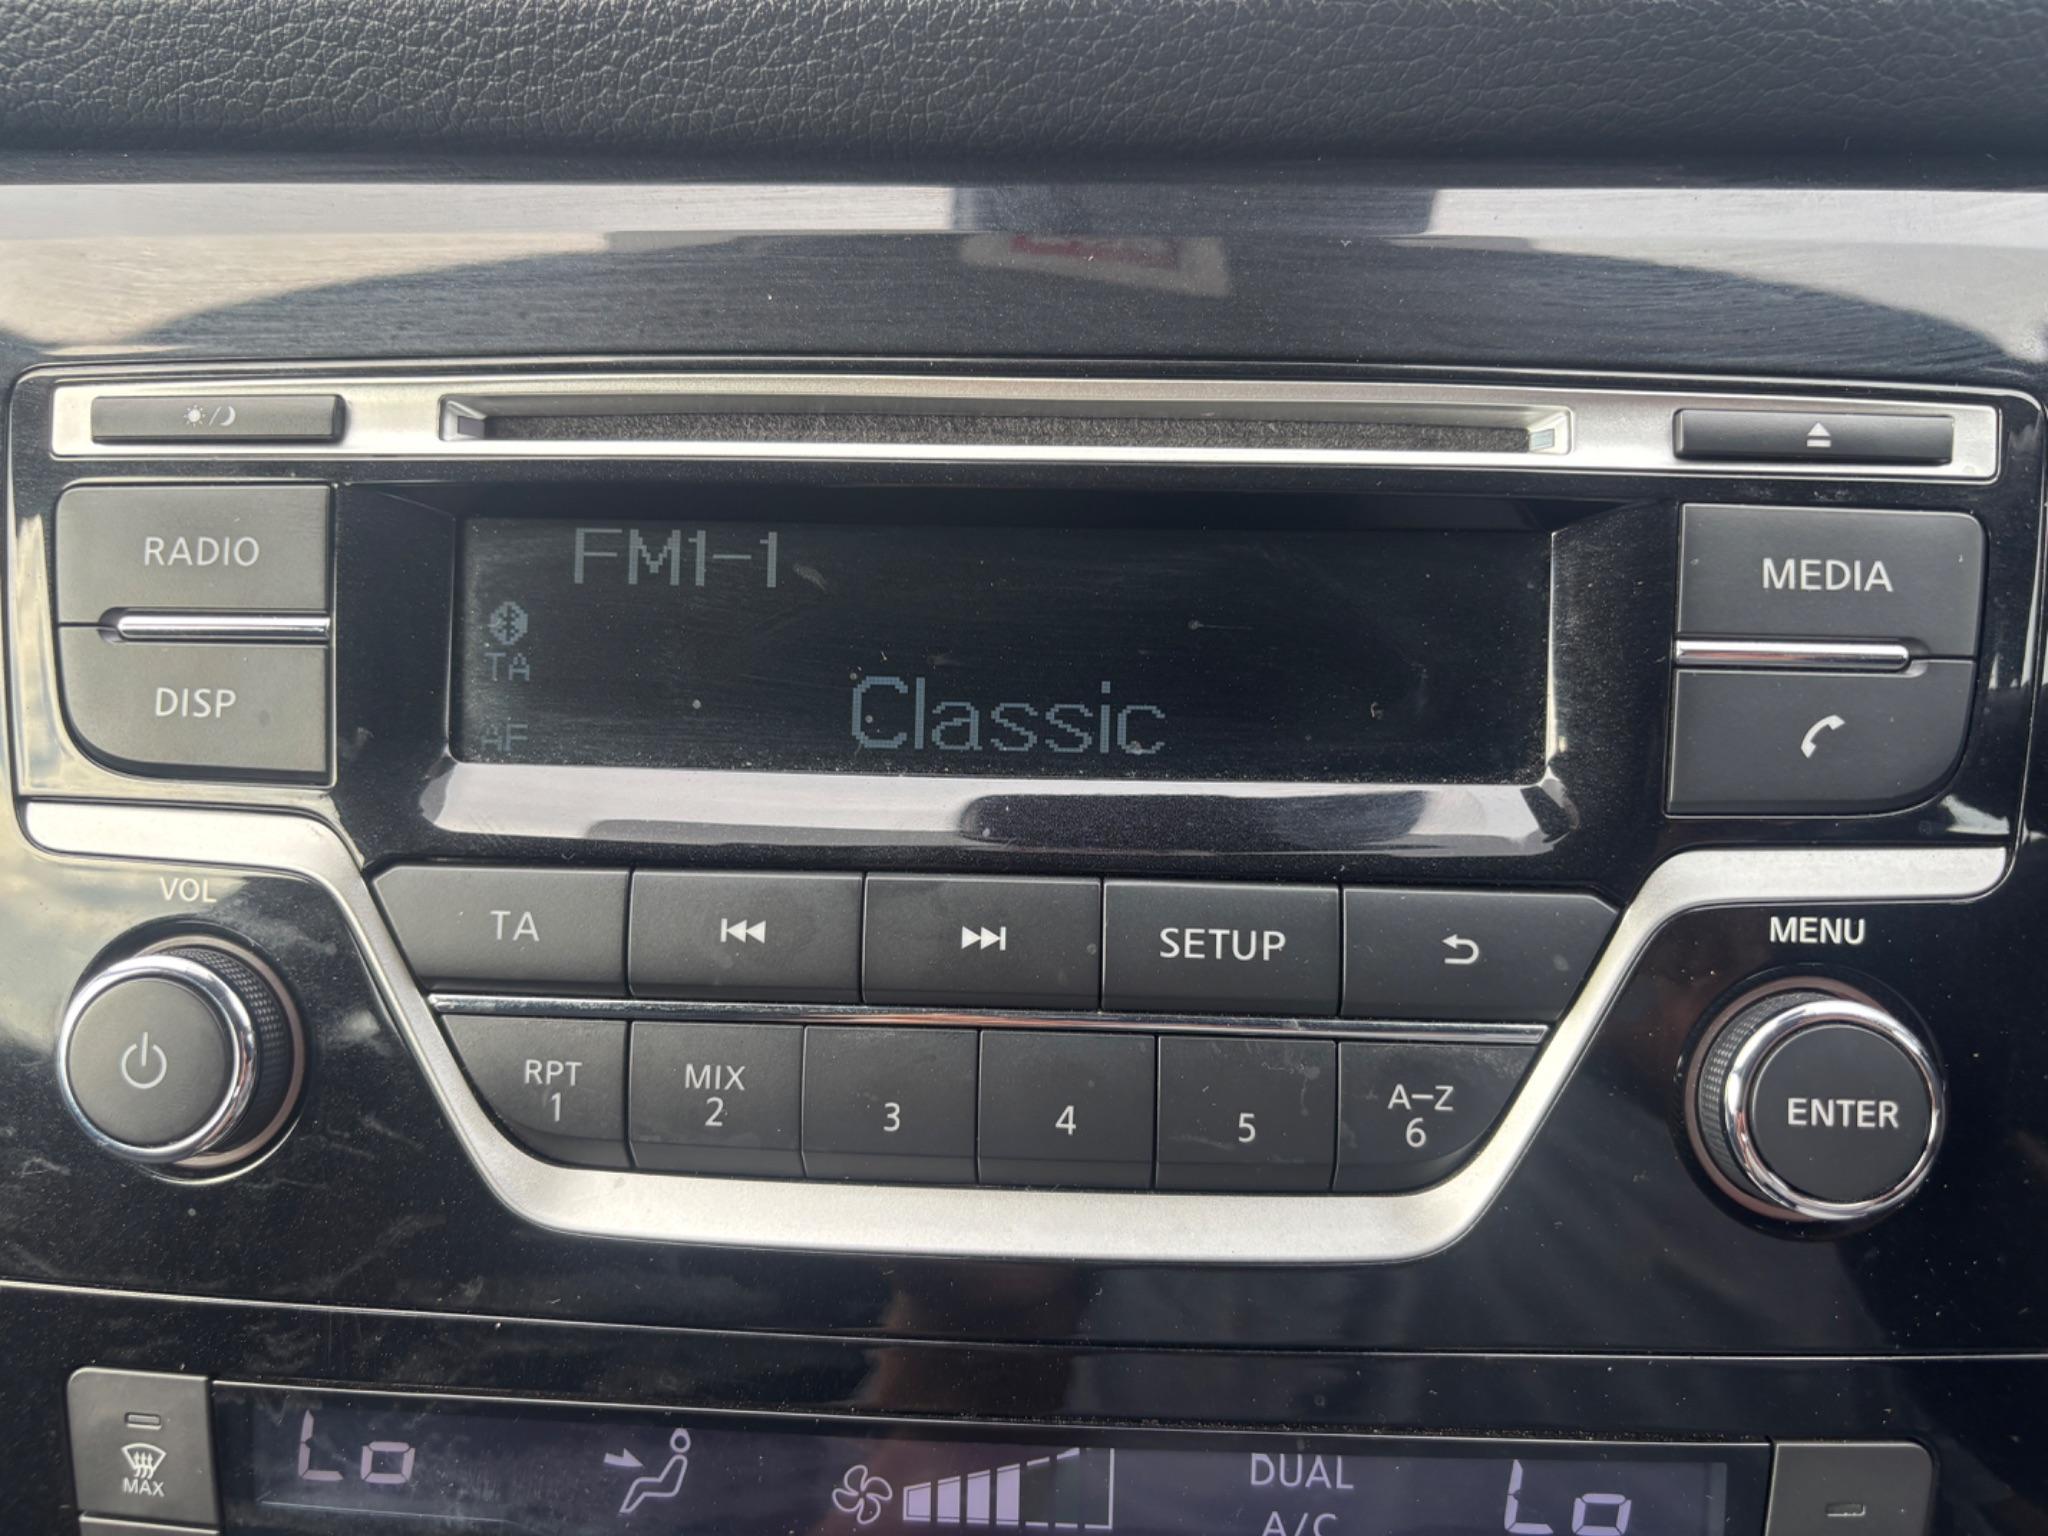 RADIO
DISP
FM1-1
TA
AF
Classic
MEDIA
VOL
TA
SETUP
MENU
RPT
1
MIX
2
3
4
5
A-Z
6
ENTER
MAX
Lo
DUAL
A/C
Lo